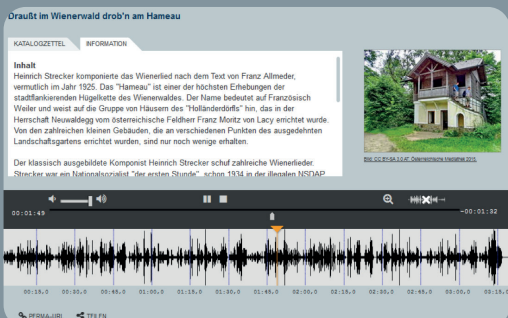 Draußt im Wienerwald drob'n am Hameau
KATALOGZETTEL
INFORMATION
Inhalt
Heinrich Strecker komponierte das Wienerlied nach dem Text von Franz Allmeder,
vermutlich im Jahr 1925. Das "Hameau" ist einer der höchsten Erhebungen der
stadtflankierenden Hügelkette des Wienerwaldes. Der Name bedeutet auf Französisch
Weiler und weist auf die Gruppe von Häusern des "Holländerdörfls" hin, das in der
Herrschaft Neuwaldegg vom österreichische Feldherr Franz Moritz von Lacy errichtet wurde.
Von den zahlreichen kleinen Gebäuden, die an verschiedenen Punkten des ausgedehnten
Landschaftsgartens errichtet wurden, sind nur noch wenige erhalten.
Der klassisch ausgebildete Komponist Heinrich Strecker schuf zahlreiche Wienerlieder.
Strecker war ein Nationalsozialist "der ersten Stunde", schon 1934 in der illegalen NSDAP
Bild: CC BY-SA 3.0 AT, Österreichische Mediathek 2015.
00:01:45
-00:01:32
00:15,0 00:30,0 00:45,0 01:00,0 01:15,0 01:30,0 01:45,0 02:00,0 02:15,0 02:30,0 02:45,0 03:00,0 03:15,0
PERMA-URL
TEILEN